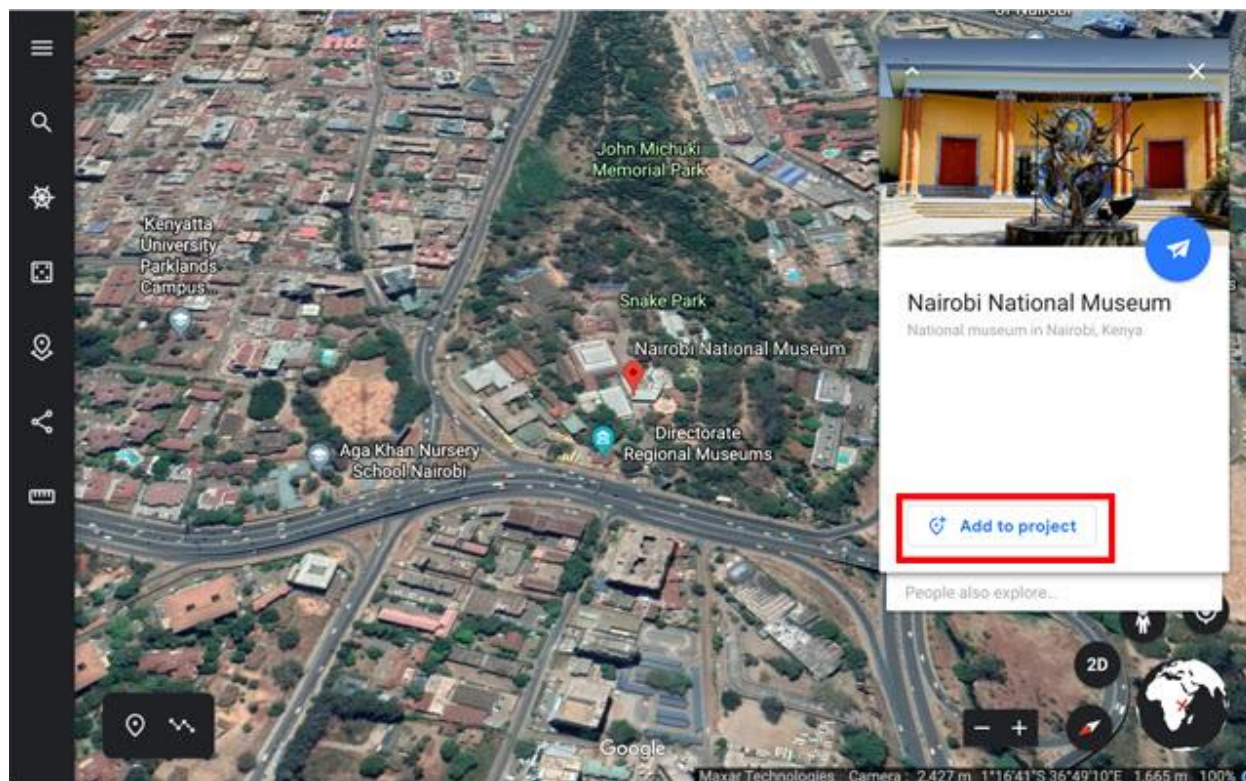 of Nairobi
John Michuki
Memorial Park
Kenyatta
University
Parklands
Campus...
Snake Park
Nairobi National Museum
Aga Khan Nursery
School Nairobi
Directorate
Regional Museums
Nairobi National Museum
National museum in Nairobi, Kenya
Add to project
People also explore...
2D
Google
Maxar Technologies Camera : 2,427 m 1°16'41"S 36°49'10"E 1,665 m 100%